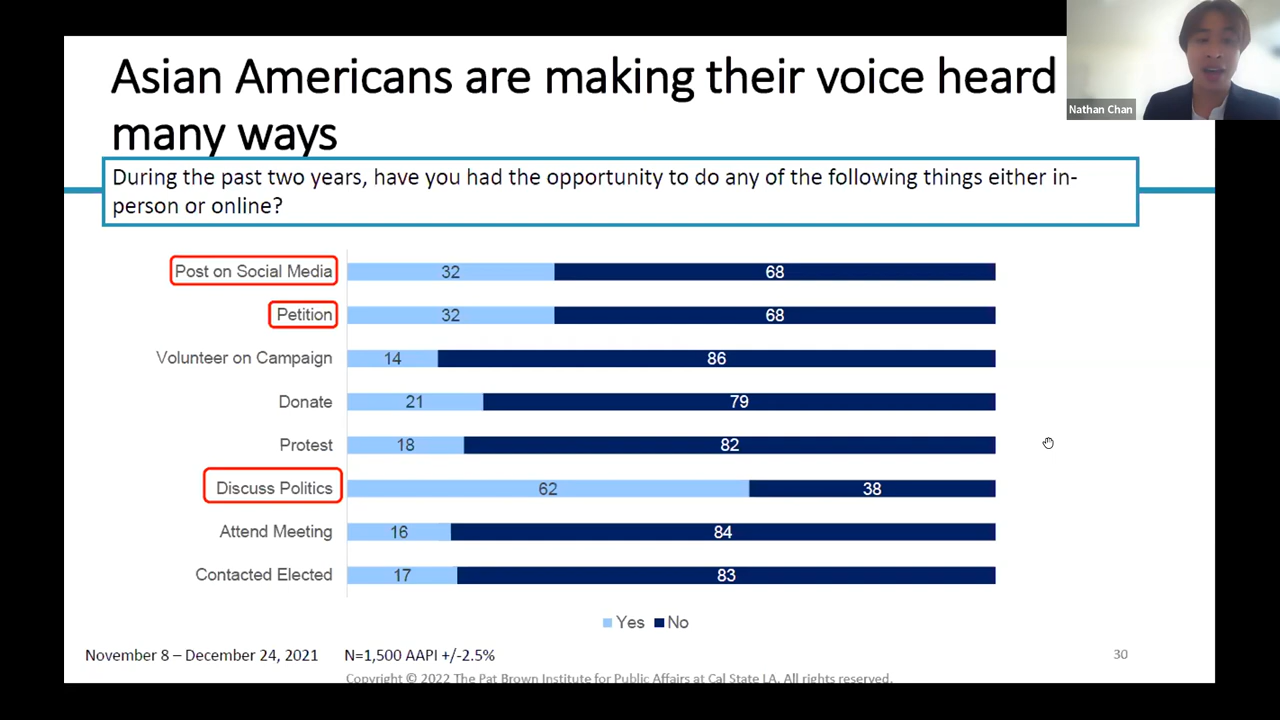 Asian Americans are making their voice heard
many ways
Nathan Chan
During the past two years, have you had the opportunity to do any of the following things either in-
person or online?
Post on Social Media 32 68
Petition 32 68
Volunteer on Campaign 14 86
Donate 21 79
Protest 18 82
Discuss Politics 62 38
Attend Meeting 16 84
Contacted Elected 17 83
Yes No
November 8 – December 24, 2021 N=1,500 AAPI +/-2.5% 30
Copyright © 2022 The Pat Brown Institute for Public Affairs at Cal State LA. All rights reserved.